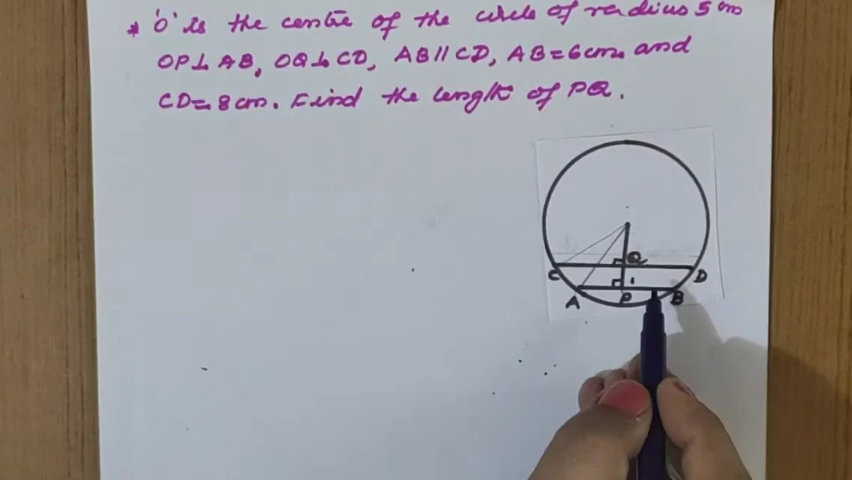 * 'O' is the centre of the circle of radius 5 cm
OP⊥AB, OQ⊥CD, AB//CD, AB=6cm and
CD=8cm. Find the length of PQ.
Q
C D
A P B